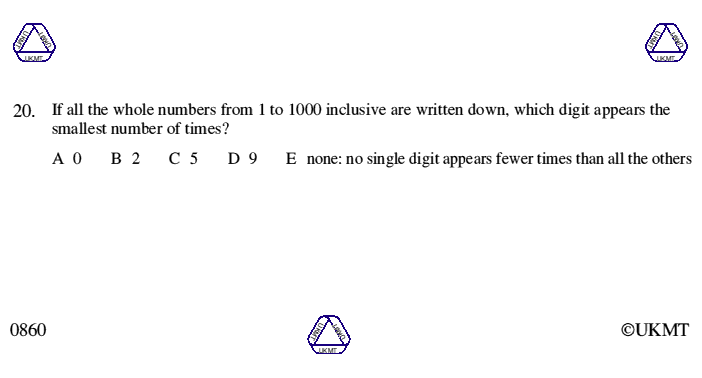 UKMT UKMT UKMT
UKMT UKMT UKMT
20. If all the whole numbers from 1 to 1000 inclusive are written down, which digit appears the
smallest number of times?
A 0 B 2 C 5 D 9 E none: no single digit appears fewer times than all the others
UKMT UKMT UKMT
0860 ©UKMT